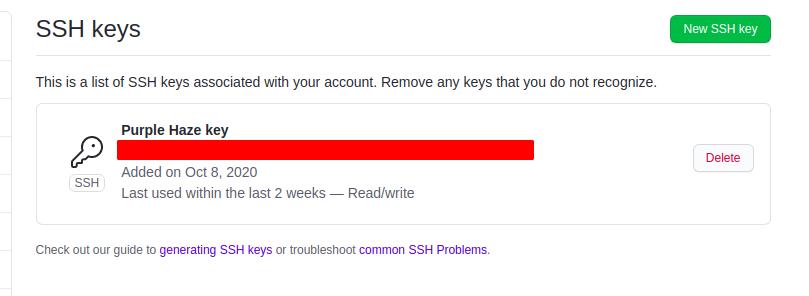 SSH keys
New SSH key
This is a list of SSH keys associated with your account. Remove any keys that you do not recognize.
Purple Haze key
SSH
Added on Oct 8, 2020
Last used within the last 2 weeks — Read/write
Delete
Check out our guide to generating SSH keys or troubleshoot common SSH Problems.